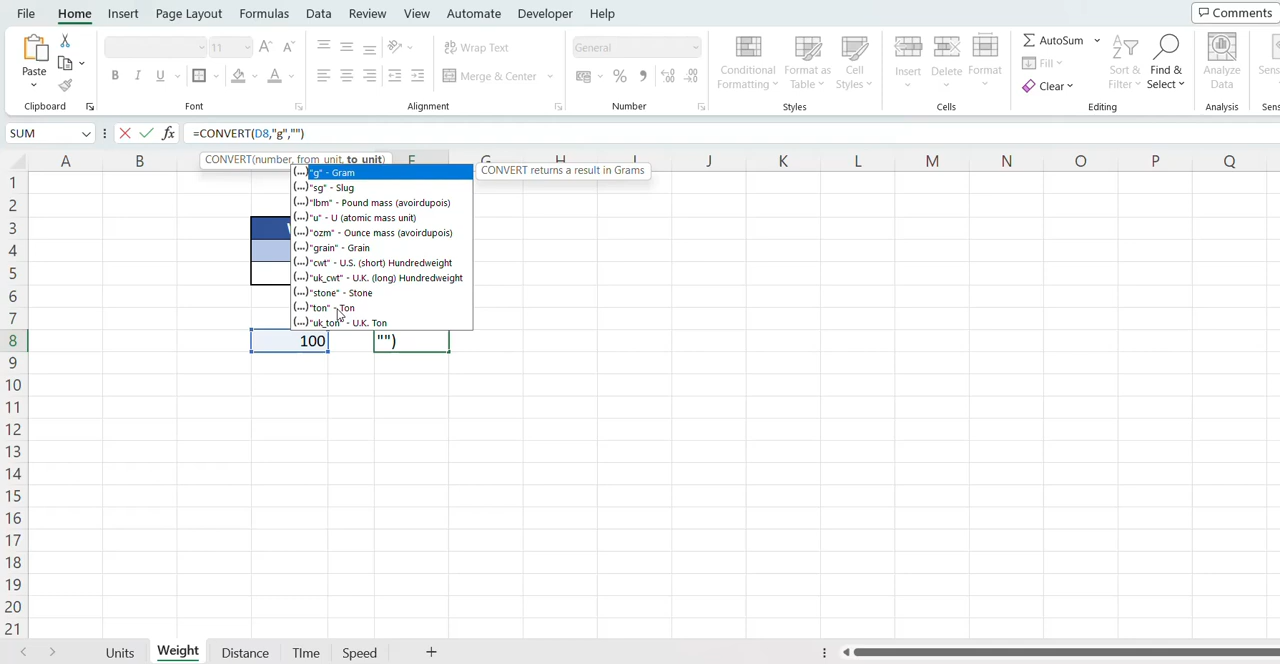 File Home Insert Page Layout Formulas Data Review View Automate Developer Help Comments
Paste 11 Wrap Text General Conditional Formatting Format as Table Cell Styles Insert Delete Format AutoSum Sort & Filter Find & Select Analyze Data
B I U Merge & Center % Fill
Clear
Clipboard Font Alignment Number Styles Cells Editing Analysis
SUM fx =CONVERT(D8,"g","")
CONVERT(number, from_unit, to_unit)
A B F G H J K L M N O P Q
(...)"g" - Gram CONVERT returns a result in Grams
1
(...)"sg" - Slug
2 (...)"lbm" - Pound mass (avoirdupois)
(...)"u" - U (atomic mass unit)
3 (...)"ozm" - Ounce mass (avoirdupois)
4 (...)"grain" - Grain
(...)"cwt" - U.S. (short) Hundredweight
5 (...)"uk_cwt" - U.K. (long) Hundredweight
6 (...)"stone" - Stone
(...)"ton" - Ton
7 (...)"uk_ton" - U.K. Ton
8 100 "")
9
10
11
12
13
14
15
16
17
18
19
20
21
Units Weight Distance TIme Speed